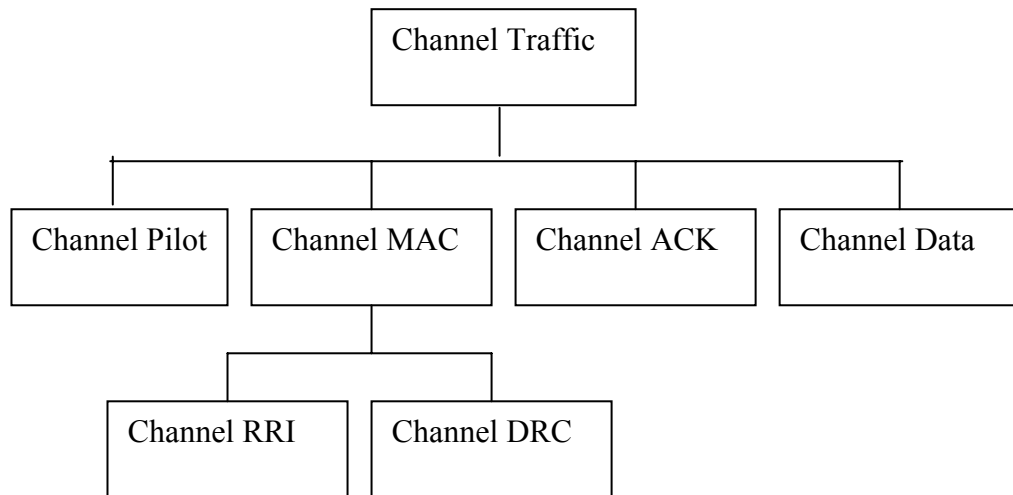 Channel Traffic
Channel Pilot
Channel MAC
Channel ACK
Channel Data
Channel RRI
Channel DRC